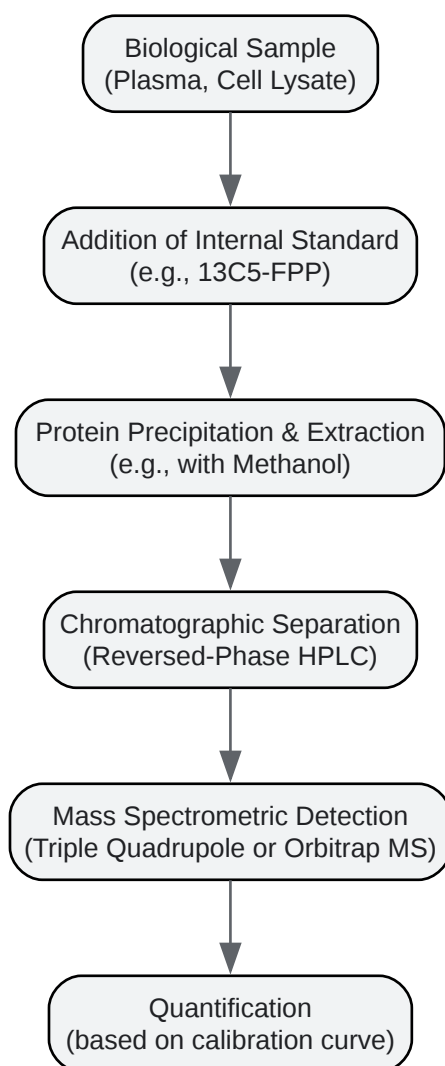 Biological Sample
(Plasma, Cell Lysate)
Addition of Internal Standard
(e.g., 13C5-FPP)
Protein Precipitation & Extraction
(e.g., with Methanol)
Chromatographic Separation
(Reversed-Phase HPLC)
Mass Spectrometric Detection
(Triple Quadrupole or Orbitrap MS)
Quantification
(based on calibration curve)